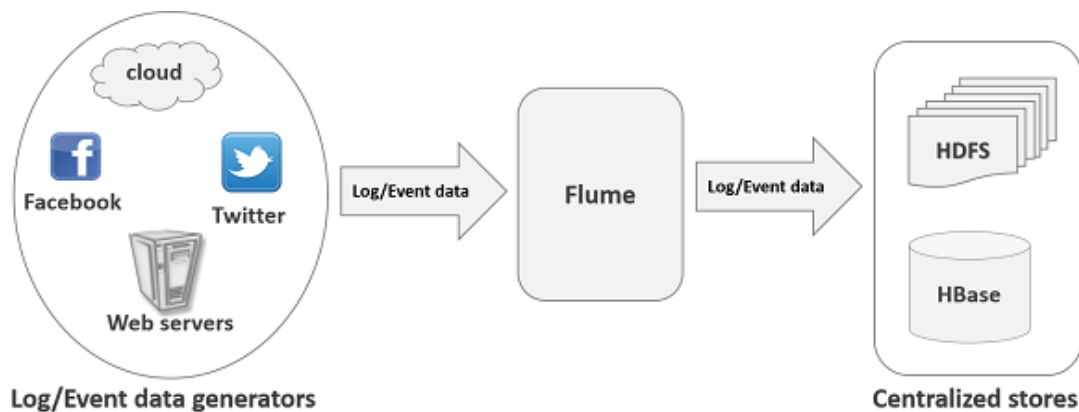 cloud
Facebook
Twitter
Web servers
Log/Event data generators
Log/Event data
Flume
Log/Event data
HDFS
HBase
Centralized stores